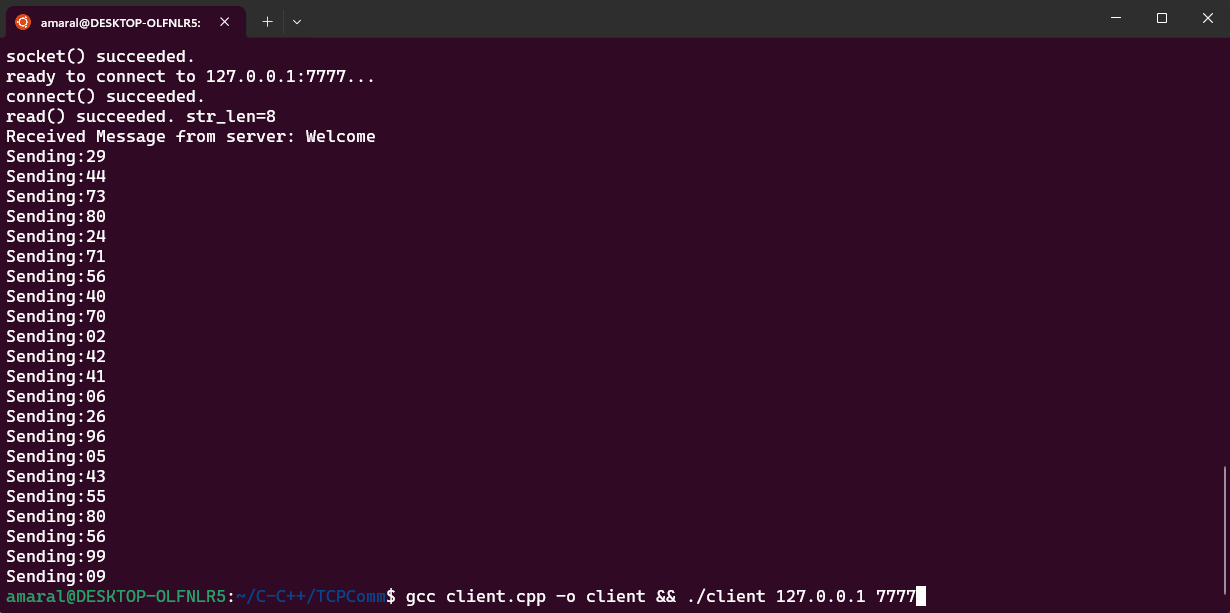 amaral@DESKTOP-OLFNLR5:
socket() succeeded.
ready to connect to 127.0.0.1:7777...
connect() succeeded.
read() succeeded. str_len=8
Received Message from server: Welcome
Sending:29
Sending:44
Sending:73
Sending:80
Sending:24
Sending:71
Sending:56
Sending:40
Sending:70
Sending:02
Sending:42
Sending:41
Sending:06
Sending:26
Sending:96
Sending:05
Sending:43
Sending:55
Sending:80
Sending:56
Sending:99
Sending:09
amaral@DESKTOP-OLFNLR5:~/C-C++/TCPComm$ gcc client.cpp -o client && ./client 127.0.0.1 7777